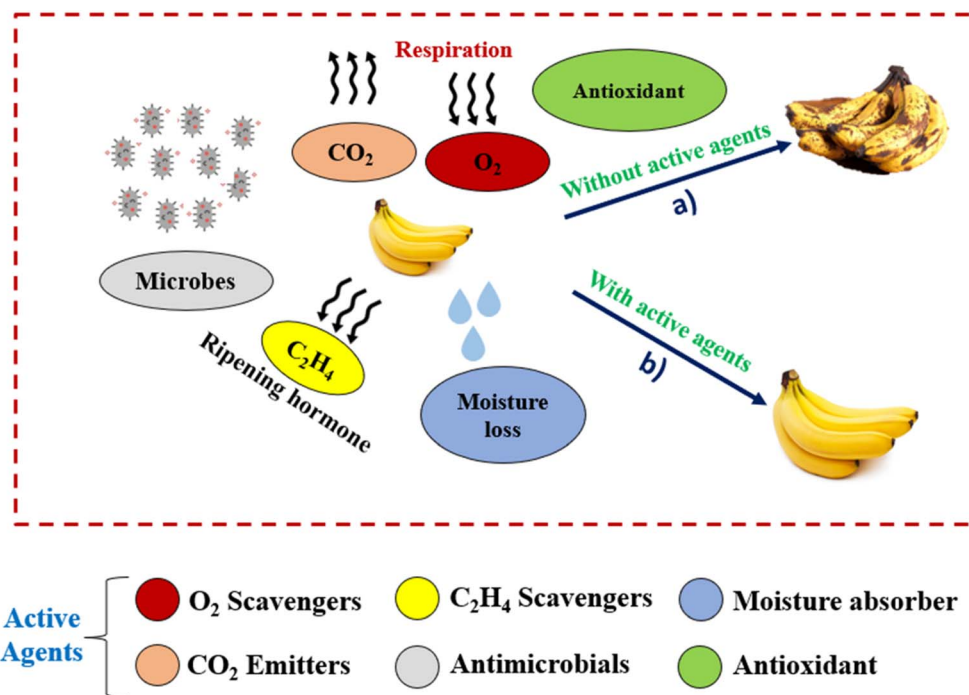 Respiration
Antioxidant
CO₂
O₂
Without active agents
a)
Microbes
C₂H₄
Ripening hormone
Moisture
loss
With active agents
b)
Active
Agents
O₂ Scavengers
C₂H₄ Scavengers
Moisture absorber
CO₂ Emitters
Antimicrobials
Antioxidant